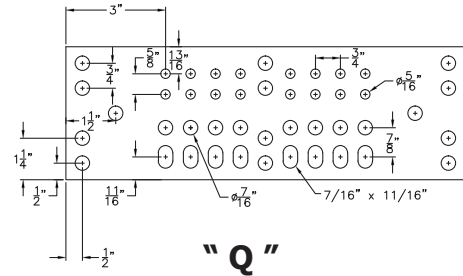 3"
5/8" 13/16" 3/4"
3/4" ø5/16"
1 1/2"
1 1/4" 7/8"
1/2" 11/16" ø7/16" 7/16" x 11/16"
1/2"
" Q "